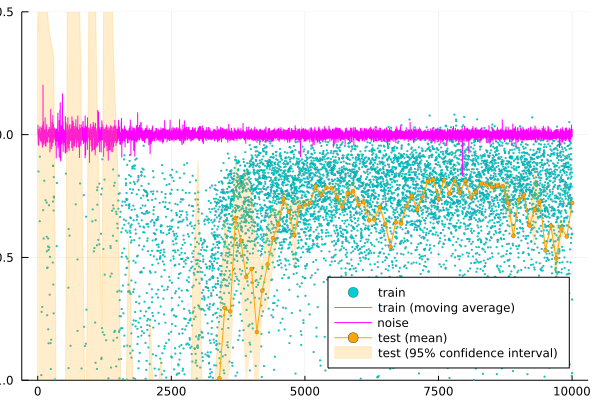 0.5
0.0
0.5
1.0
0
2500
5000
7500
10000
train
train (moving average)
noise
test (mean)
test (95% confidence interval)